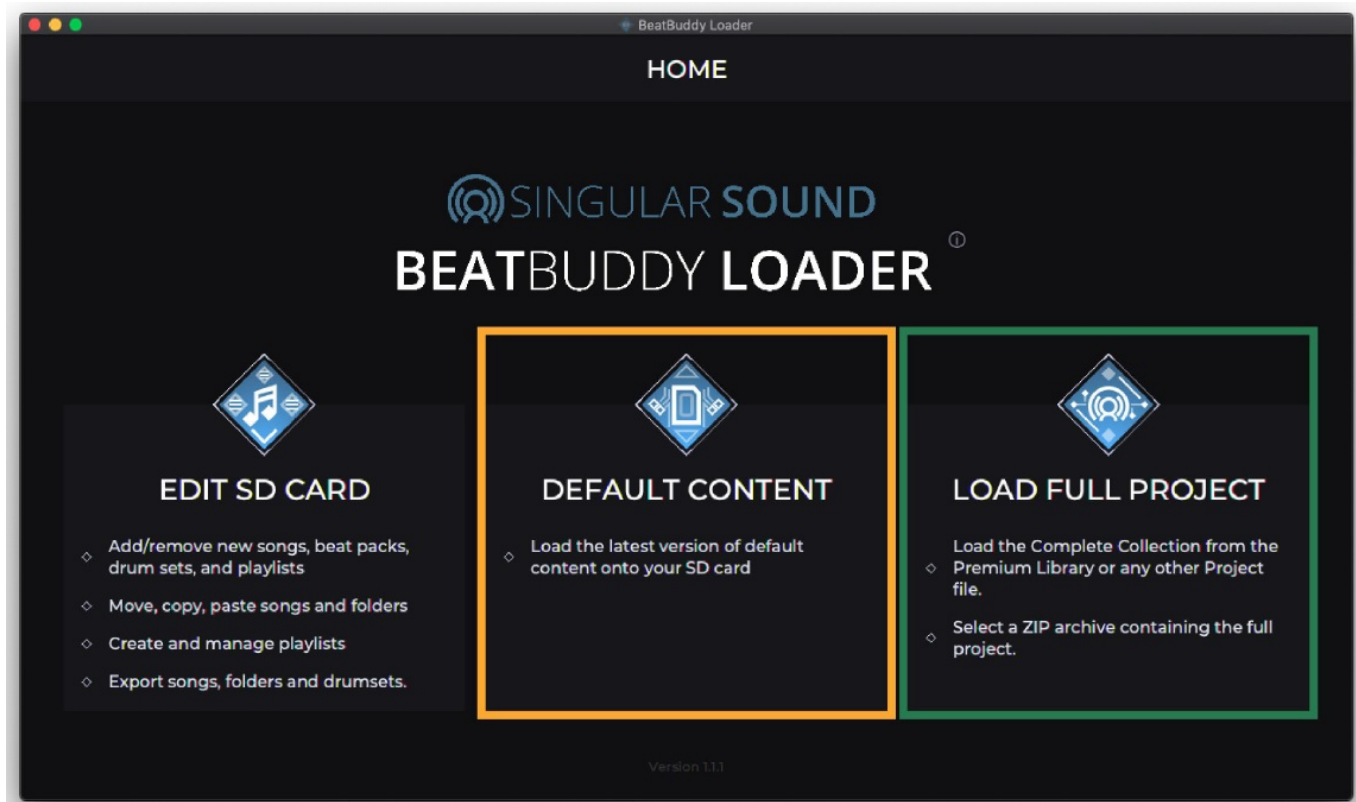 BeatBuddy Loader
HOME
SINGULAR SOUND
BEATBUDDY LOADER
EDIT SD CARD
Add/remove new songs, beat packs,
drum sets, and playlists
Move, copy, paste songs and folders
Create and manage playlists
Export songs, folders and drumsets.
DEFAULT CONTENT
Load the latest version of default
content onto your SD card
LOAD FULL PROJECT
Load the Complete Collection from the
Premium Library or any other Project
file.
Select a ZIP archive containing the full
project.
Version 1.1.1